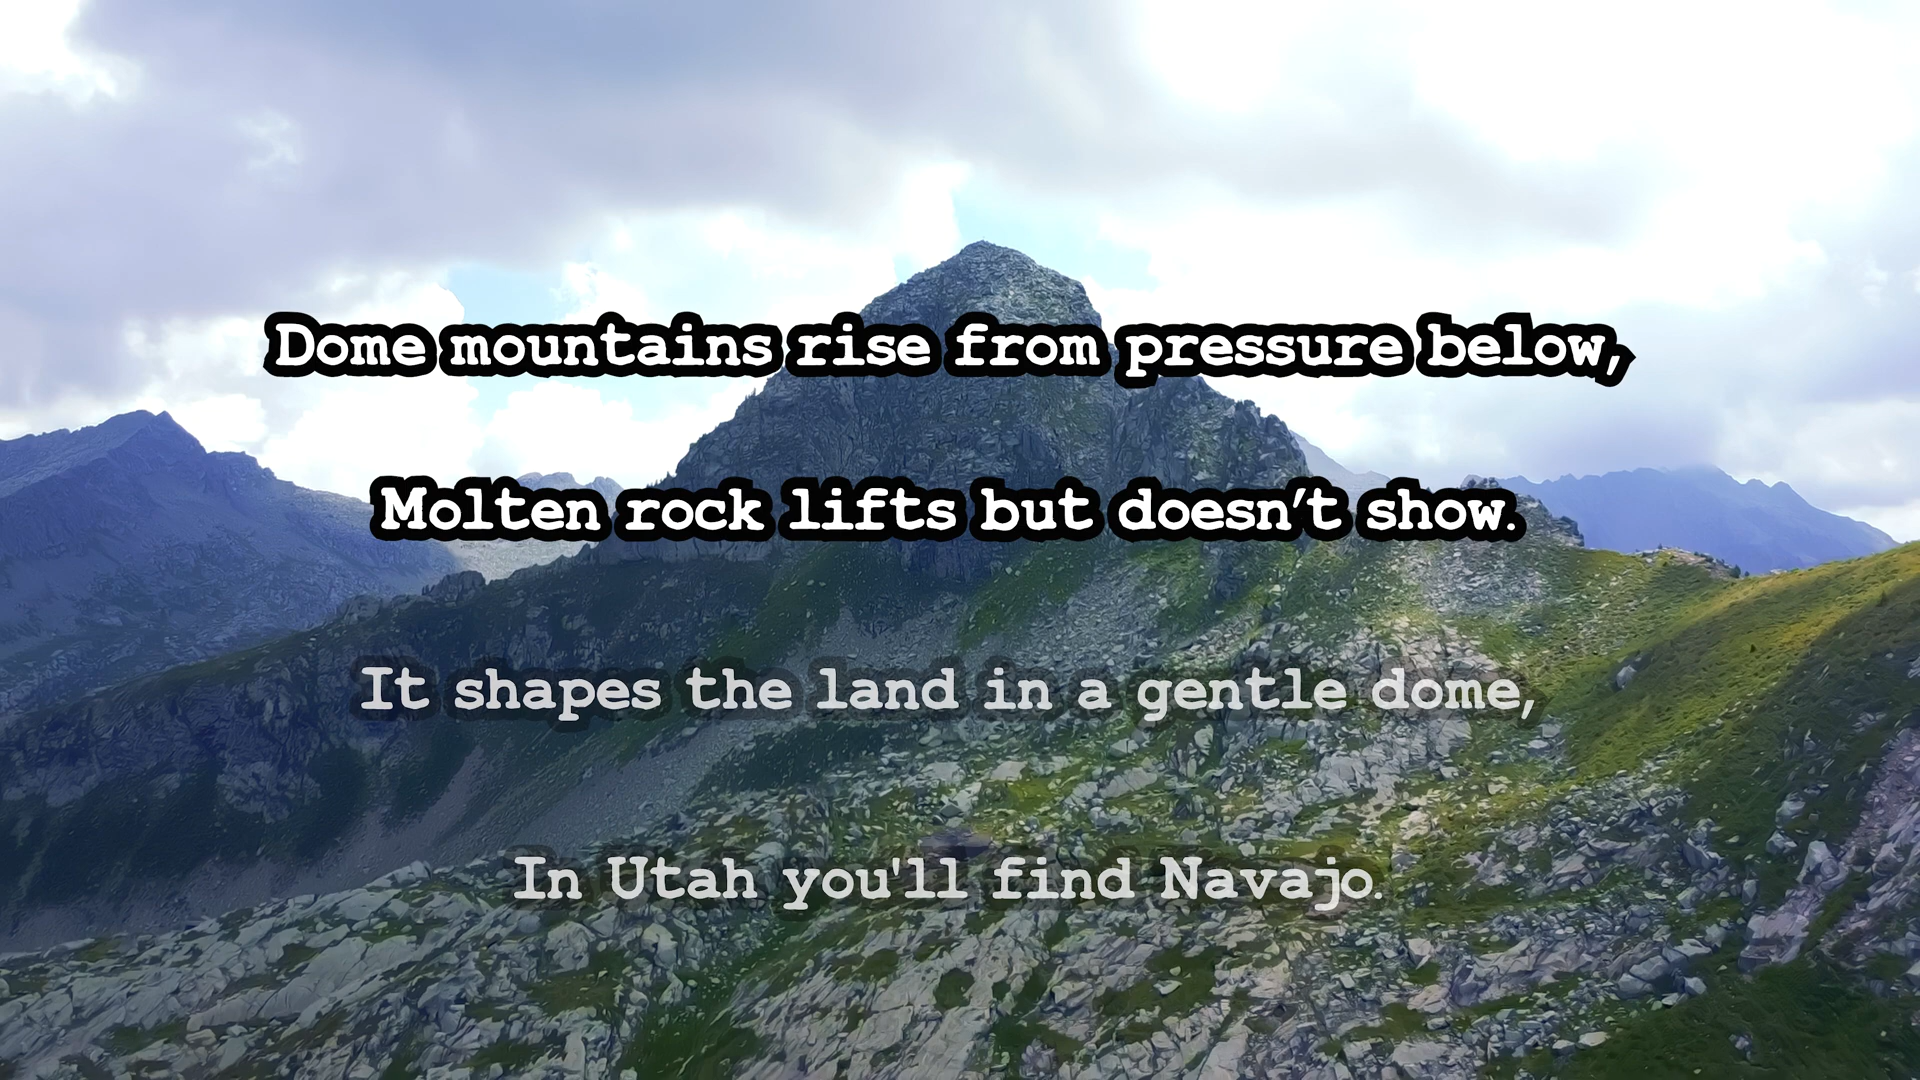 Dome mountains rise from pressure below,
Molten rock lifts but doesn’t show.
It shapes the land in a gentle dome,
In Utah you'll find Navajo.